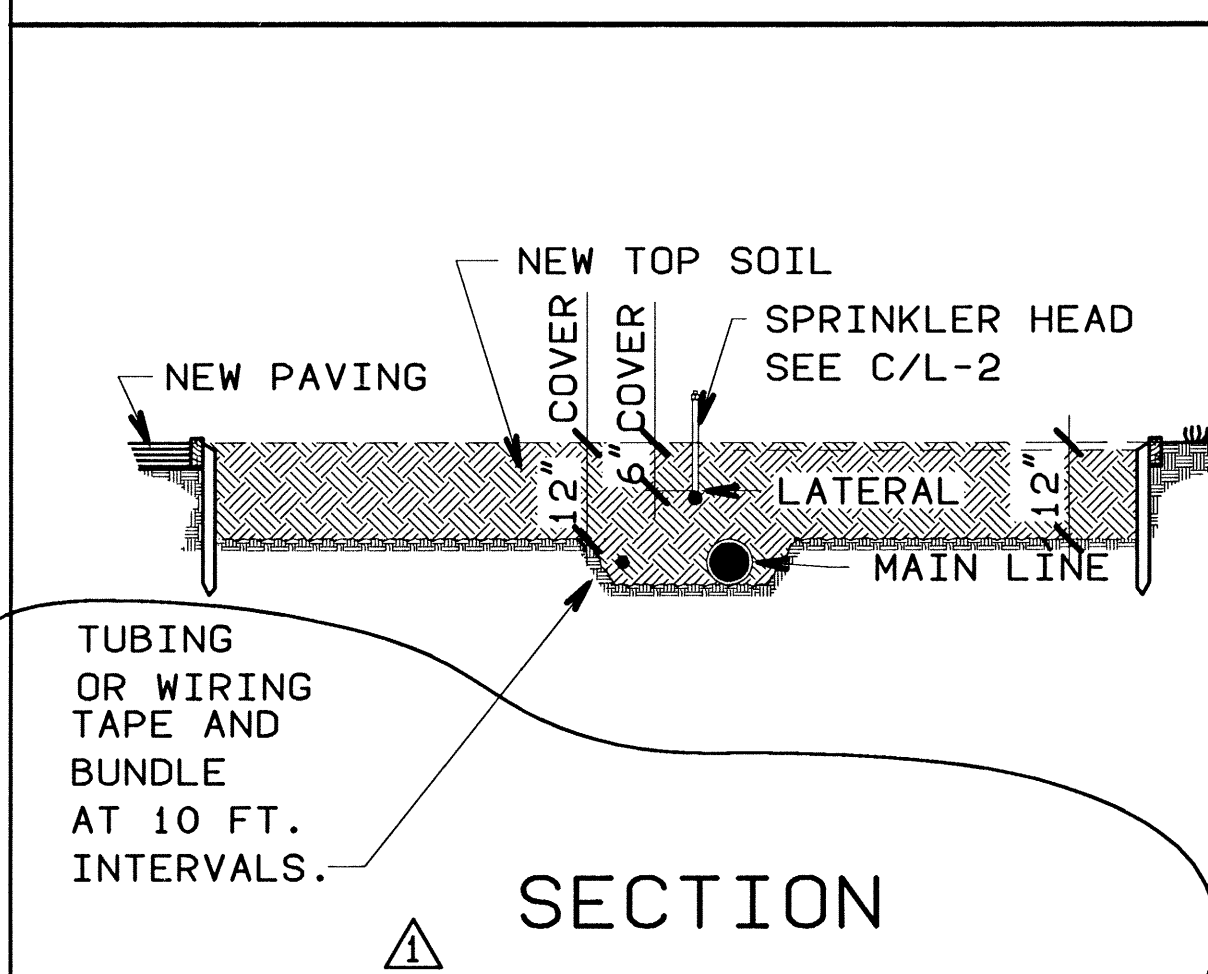 NEW TOP SOIL
COVER
COVER
SPRINKLER HEAD
SEE C/L-2
NEW PAVING
12"
6"
12"
LATERAL
MAIN LINE
TUBING
OR WIRING
TAPE AND
BUNDLE
AT 10 FT.
INTERVALS.
SECTION
1